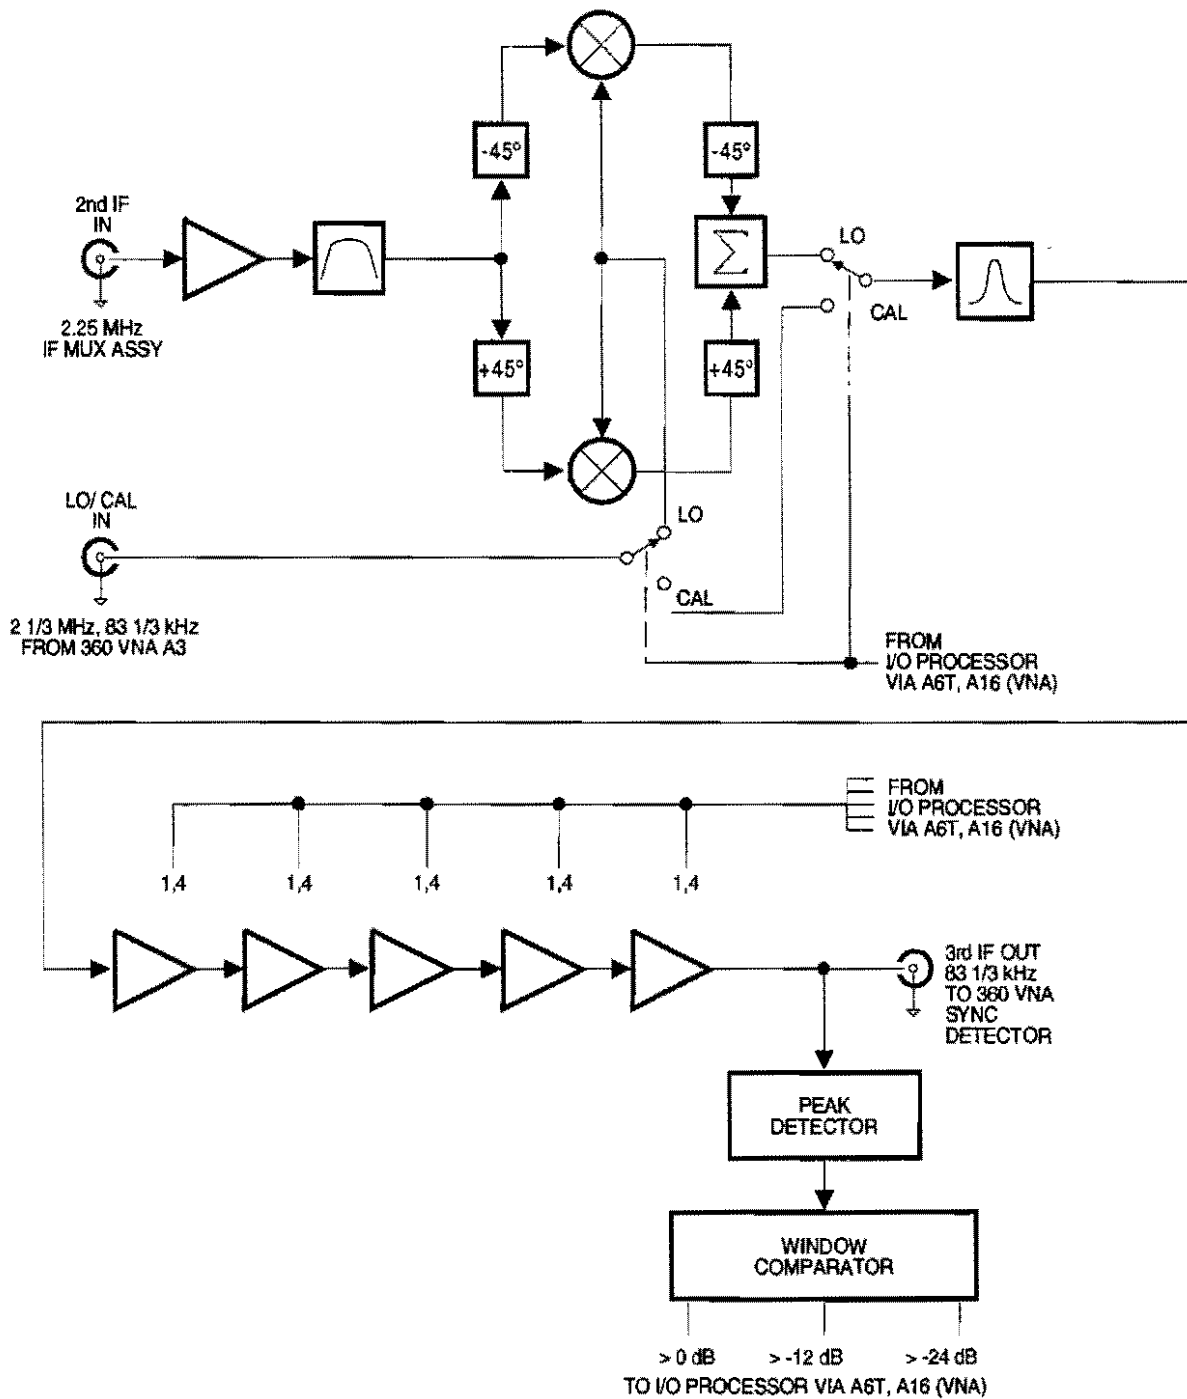 -45°
-45°
2nd IF
IN
Σ
LO
CAL
2.25 MHz
IF MUX ASSY
+45°
+45°
LO/ CAL
IN
LO
CAL
2 1/3 MHz, 83 1/3 kHz
FROM 360 VNA A3
FROM
I/O PROCESSOR
VIA A6T, A16 (VNA)
FROM
I/O PROCESSOR
VIA A6T, A16 (VNA)
1,4
1,4
1,4
1,4
1,4
3rd IF OUT
83 1/3 kHz
TO 360 VNA
SYNC
DETECTOR
PEAK
DETECTOR
WINDOW
COMPARATOR
> 0 dB
> -12 dB
> -24 dB
TO I/O PROCESSOR VIA A6T, A16 (VNA)